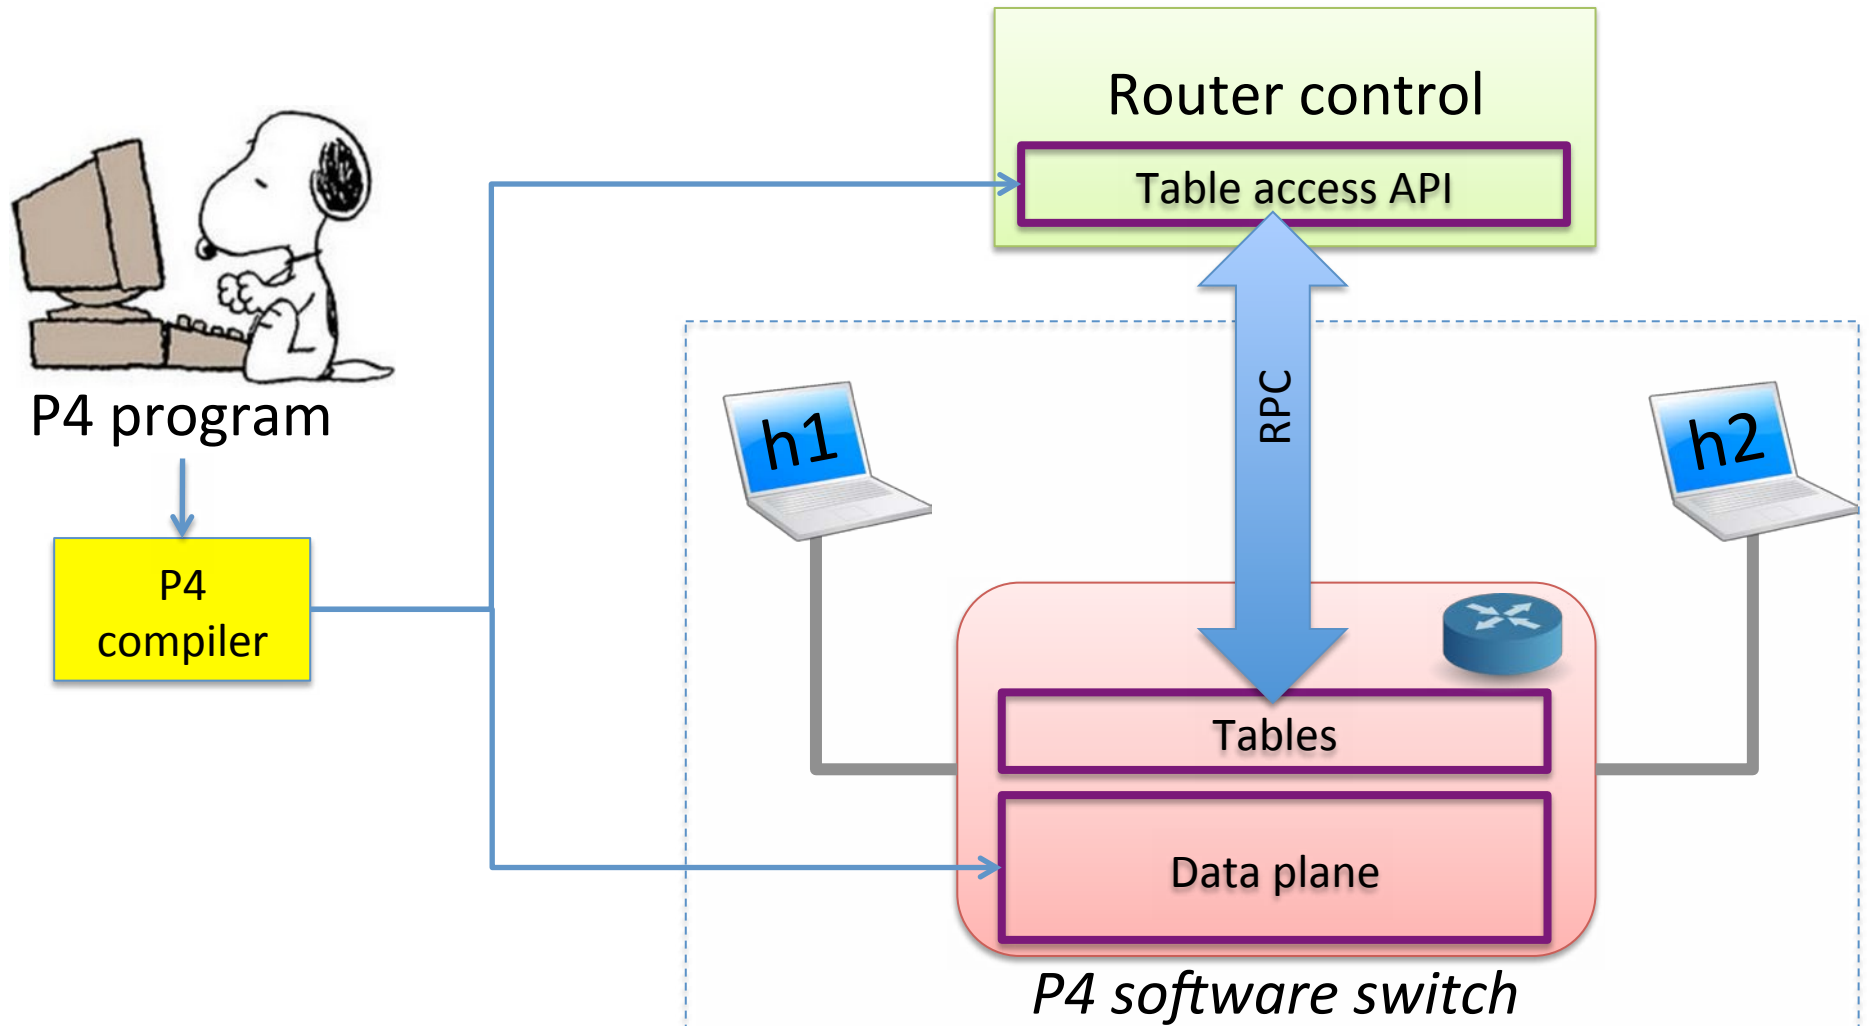 Router control
Table access API
P4 program
RPC
h1
h2
P4
compiler
Tables
Data plane
P4 software switch